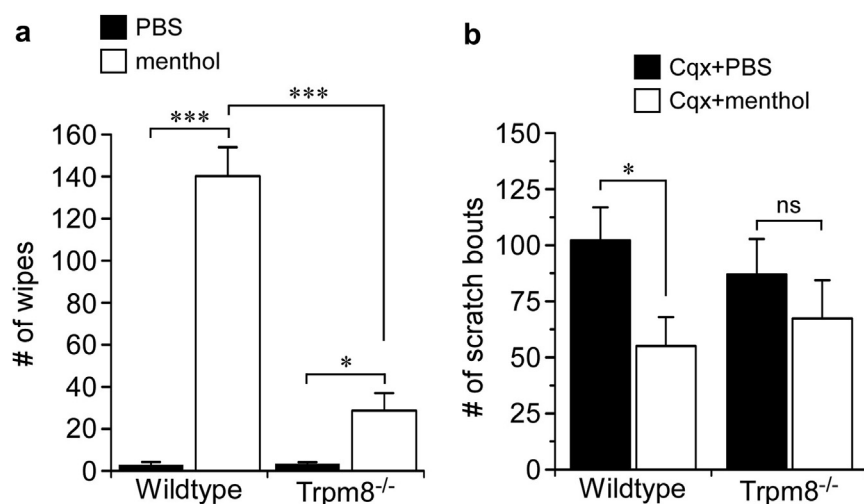 a
PBS
menthol
***
***
*
# of wipes
160
140
120
100
80
60
40
20
0
Wildtype
Trpm8-/-
b
Cqx+PBS
Cqx+menthol
*
ns
# of scratch bouts
150
125
100
75
50
25
0
Wildtype
Trpm8-/-